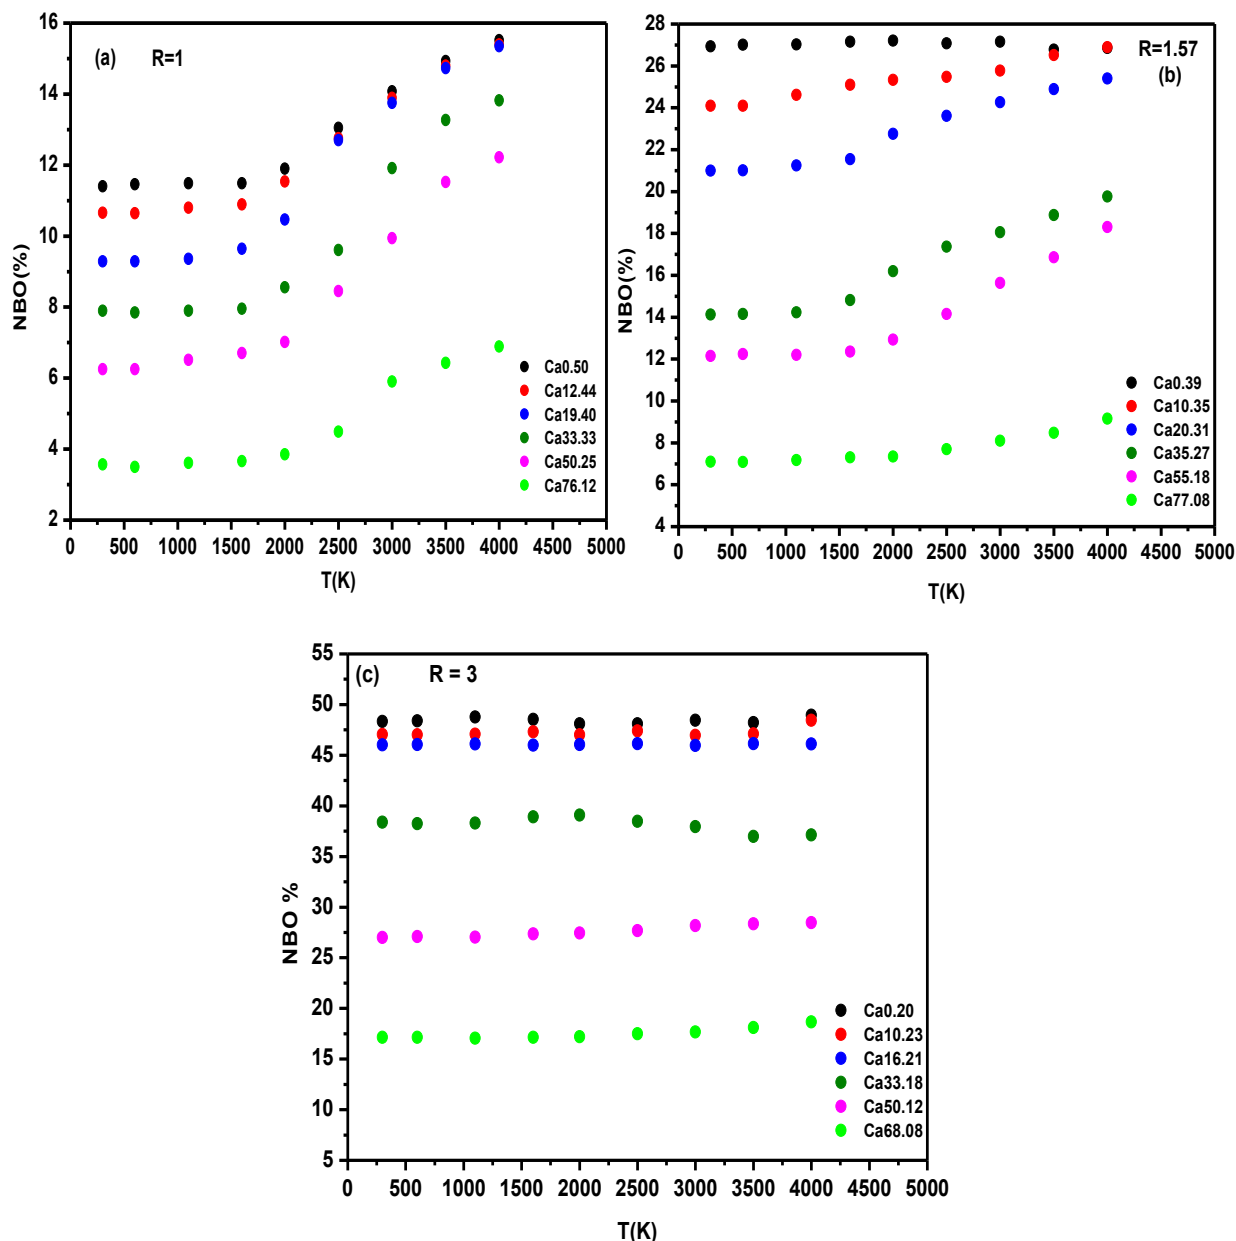 (a) R=1
16
14
12
10
8
6
4
2
NBO(%)
Ca0.50
Ca12.44
Ca19.40
Ca33.33
Ca50.25
Ca76.12
0 500 1000 1500 2000 2500 3000 3500 4000 4500 5000
T(K)
R=1.57
(b)
28
26
24
22
20
18
16
14
12
10
8
6
4
NBO(%)
Ca0.39
Ca10.35
Ca20.31
Ca35.27
Ca55.18
Ca77.08
0 500 1000 1500 2000 2500 3000 3500 4000 4500 5000
T(K)
(c) R = 3
55
50
45
40
35
30
25
20
15
10
5
NBO %
Ca0.20
Ca10.23
Ca16.21
Ca33.18
Ca50.12
Ca68.08
0 500 1000 1500 2000 2500 3000 3500 4000 4500 5000
T(K)